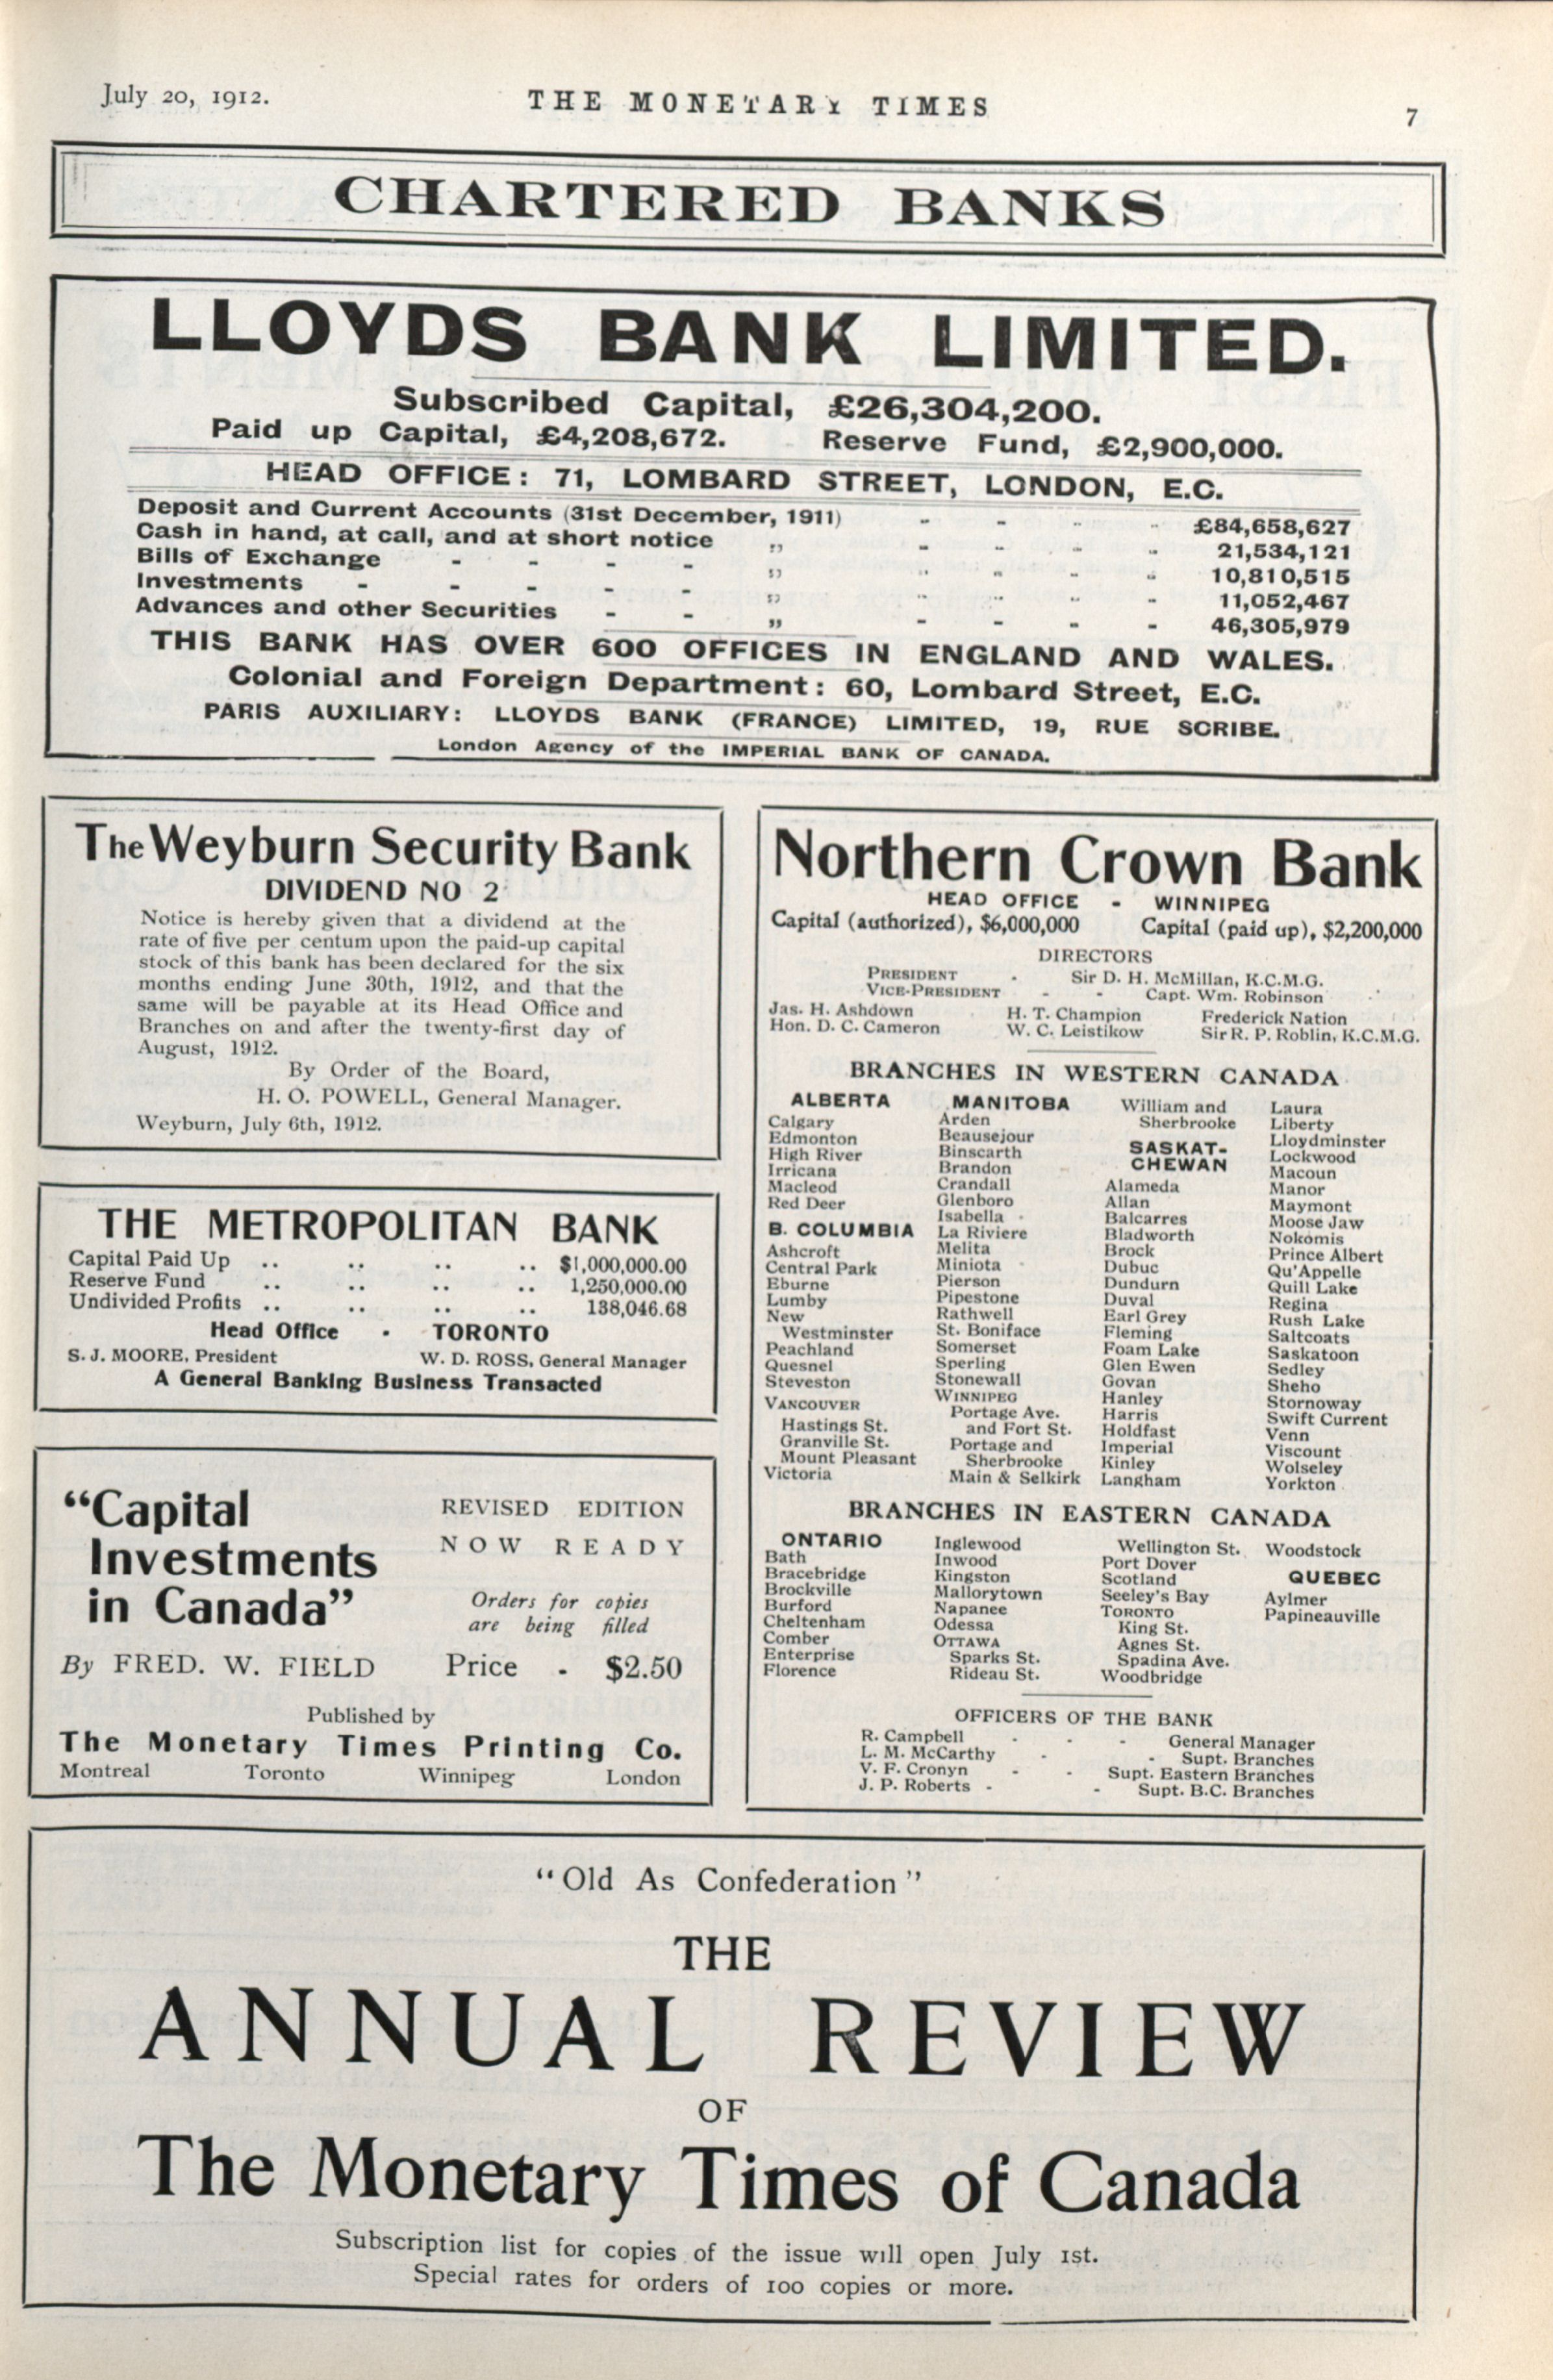 July 20, 1912.
THE MONETARY TIMES
7
CHARTERED BANKS
LLOYDS BANK LIMITED.
Subscribed Capital, £26,304,200.
Paid up Capital, £4,208,672. Reserve Fund, £2,900,000.
HEAD OFFICE: 71, LOMBARD STREET, LONDON, E.C.
Deposit and Current Accounts (31st December, 1911) - - - - £84,658,627
Cash in hand, at call, and at short notice ,, - - - - 21,534,121
Bills of Exchange - - - - ,, - - - - 10,810,515
Investments - - - - - ,, - - - - 11,052,467
Advances and other Securities - - ,, - - - - 46,305,979
THIS BANK HAS OVER 600 OFFICES IN ENGLAND AND WALES.
Colonial and Foreign Department: 60, Lombard Street, E.C.
PARIS AUXILIARY: LLOYDS BANK (FRANCE) LIMITED, 19, RUE SCRIBE.
London Agency of the IMPERIAL BANK OF CANADA.
The Weyburn Security Bank
DIVIDEND NO 2
Notice is hereby given that a dividend at the
rate of five per centum upon the paid-up capital
stock of this bank has been declared for the six
months ending June 30th, 1912, and that the
same will be payable at its Head Office and
Branches on and after the twenty-first day of
August, 1912.
By Order of the Board,
H. O. POWELL, General Manager.
Weyburn, July 6th, 1912.
THE METROPOLITAN BANK
Capital Paid Up .. .. .. .. $1,000,000.00
Reserve Fund .. .. .. .. 1,250,000.00
Undivided Profits .. .. .. .. 138,046.68
Head Office - TORONTO
S. J. MOORE, President W. D. ROSS, General Manager
A General Banking Business Transacted
"Capital
Investments
in Canada"
REVISED EDITION
NOW READY
Orders for copies
are being filled
By FRED. W. FIELD Price - $2.50
Published by
The Monetary Times Printing Co.
Montreal Toronto Winnipeg London
Northern Crown Bank
HEAD OFFICE - WINNIPEG
Capital (authorized), $6,000,000 Capital (paid up), $2,200,000
DIRECTORS
PRESIDENT - Sir D. H. McMillan, K.C.M.G.
VICE-PRESIDENT - - Capt. Wm. Robinson
Jas. H. Ashdown H. T. Champion Frederick Nation
Hon. D. C. Cameron W. C. Leistikow Sir R. P. Roblin, K.C.M.G.
BRANCHES IN WESTERN CANADA
ALBERTA
Calgary
Edmonton
High River
Irricana
Macleod
Red Deer
B. COLUMBIA
Ashcroft
Central Park
Eburne
Lumby
New
Westminster
Peachland
Quesnel
Steveston
VANCOUVER
Hastings St.
Granville St.
Mount Pleasant
Victoria
MANITOBA
Arden
Beausejour
Binscarth
Brandon
Crandall
Glenboro
Isabella
La Riviere
Melita
Miniota
Pierson
Pipestone
Rathwell
St. Boniface
Somerset
Sperling
Stonewall
WINNIPEG
Portage Ave.
and Fort St.
Portage and
Sherbrooke
Main & Selkirk
William and
Sherbrooke
SASKAT-
CHEWAN
Alameda
Allan
Balcarres
Bladworth
Brock
Dubuc
Dundurn
Duval
Earl Grey
Fleming
Foam Lake
Glen Ewen
Govan
Hanley
Harris
Holdfast
Imperial
Kinley
Langham
Laura
Liberty
Lloydminster
Lockwood
Macoun
Manor
Maymont
Moose Jaw
Nokomis
Prince Albert
Qu'Appelle
Quill Lake
Regina
Rush Lake
Saltcoats
Saskatoon
Sedley
Sheho
Stornoway
Swift Current
Venn
Viscount
Wolseley
Yorkton
BRANCHES IN EASTERN CANADA
ONTARIO
Bath
Bracebridge
Brockville
Burford
Cheltenham
Comber
Enterprise
Florence
Inglewood
Inwood
Kingston
Mallorytown
Napanee
Odessa
OTTAWA
Sparks St.
Rideau St.
Wellington St.
Port Dover
Scotland
Seeley's Bay
TORONTO
King St.
Agnes St.
Spadina Ave.
Woodbridge
Woodstock
QUEBEC
Aylmer
Papineauville
OFFICERS OF THE BANK
R. Campbell - - - General Manager
L. M. McCarthy - - Supt. Branches
V. F. Cronyn - - Supt. Eastern Branches
J. P. Roberts - - Supt. B.C. Branches
"Old As Confederation"
THE
ANNUAL REVIEW
OF
The Monetary Times of Canada
Subscription list for copies of the issue will open July 1st.
Special rates for orders of 100 copies or more.